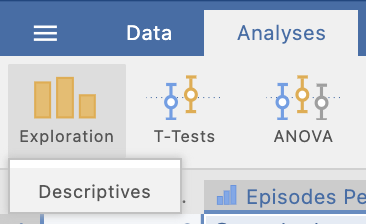 Data Analyses
Exploration T-Tests ANOVA
Descriptives
Episodes Pe